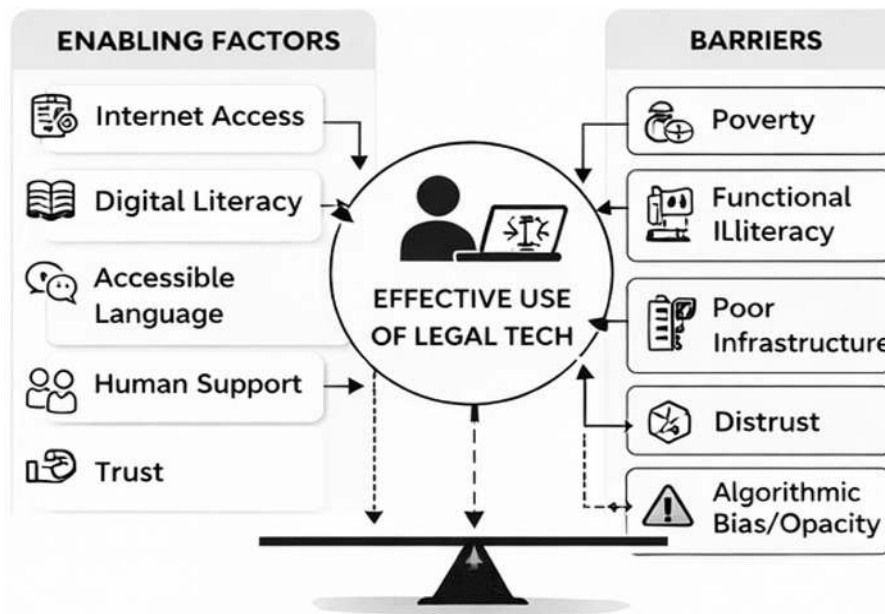 ENABLING FACTORS
Internet Access
Digital Literacy
Accessible
Language
Human Support
Trust
EFFECTIVE USE
OF LEGAL TECH
BARRIERS
Poverty
Functional
ILliteracy
Poor
Infrastructure
Distrust
Algorithmic
Bias/Opacity